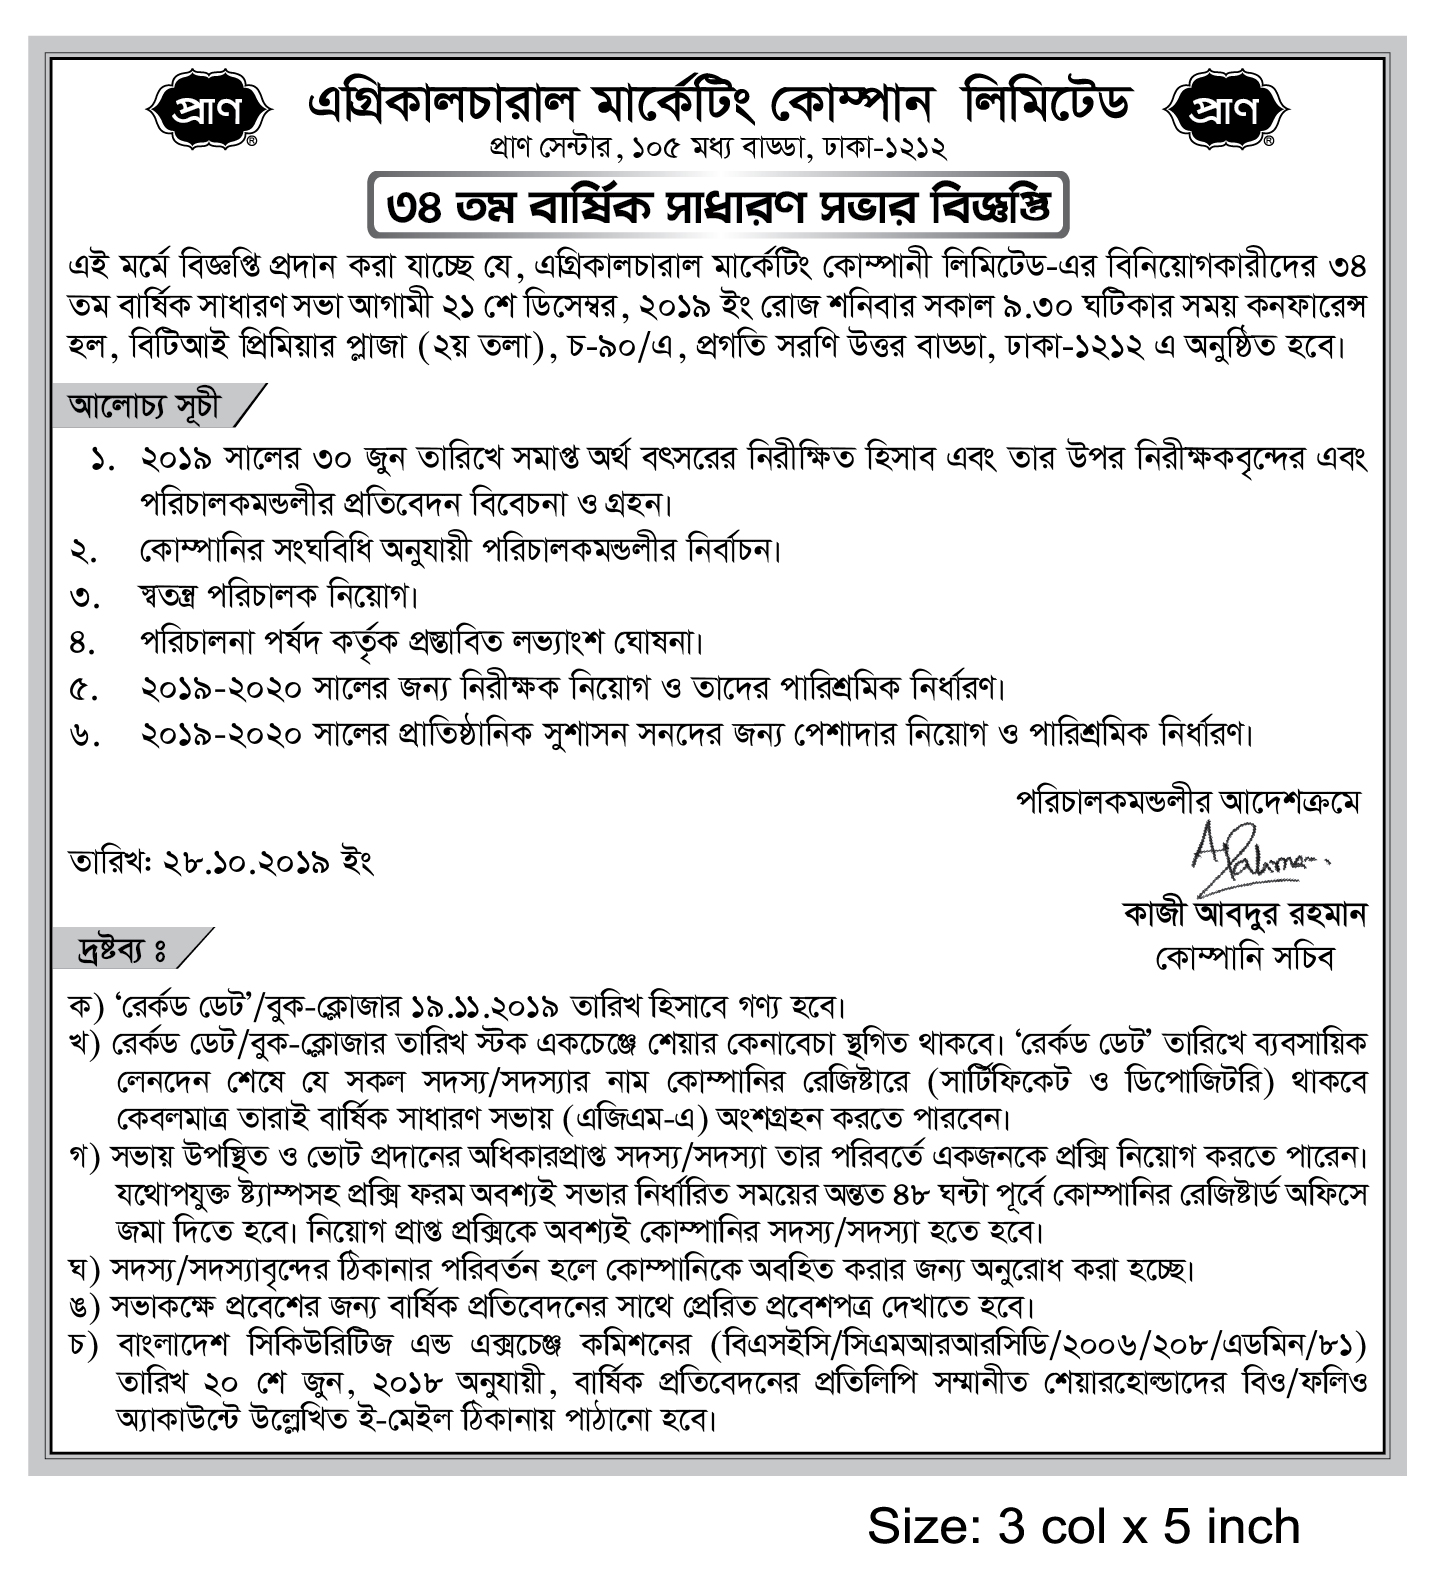 প্রাণ
®
এগ্রিকালচারাল মার্কেটিং কোম্পান লিমিটেড
প্রাণ
®
প্রাণ সেন্টার, ১০৫ মধ্য বাড্ডা, ঢাকা-১২১২
৩৪ তম বার্ষিক সাধারণ সভার বিজ্ঞপ্তি
এই মর্মে বিজ্ঞপ্তি প্রদান করা যাচ্ছে যে, এগ্রিকালচারাল মার্কেটিং কোম্পানী লিমিটেড-এর বিনিয়োগকারীদের ৩৪
তম বার্ষিক সাধারণ সভা আগামী ২১ শে ডিসেম্বর, ২০১৯ ইং রোজ শনিবার সকাল ৯.৩০ ঘটিকার সময় কনফারেন্স
হল, বিটিআই প্রিমিয়ার প্লাজা (২য় তলা), চ-৯০/এ, প্রগতি সরণি উত্তর বাড্ডা, ঢাকা-১২১২ এ অনুষ্ঠিত হবে।
আলোচ্য সূচী
১. ২০১৯ সালের ৩০ জুন তারিখে সমাপ্ত অর্থ বৎসরের নিরীক্ষিত হিসাব এবং তার উপর নিরীক্ষকবৃন্দের এবং
পরিচালকমন্ডলীর প্রতিবেদন বিবেচনা ও গ্রহন।
২. কোম্পানির সংঘবিধি অনুযায়ী পরিচালকমন্ডলীর নির্বাচন।
৩. স্বতন্ত্র পরিচালক নিয়োগ।
৪. পরিচালনা পর্ষদ কর্তৃক প্রস্তাবিত লভ্যাংশ ঘোষনা।
৫. ২০১৯-২০২০ সালের জন্য নিরীক্ষক নিয়োগ ও তাদের পারিশ্রমিক নির্ধারণ।
৬. ২০১৯-২০২০ সালের প্রাতিষ্ঠানিক সুশাসন সনদের জন্য পেশাদার নিয়োগ ও পারিশ্রমিক নির্ধারণ।
পরিচালকমন্ডলীর আদেশক্রমে
তারিখ: ২৮.১০.২০১৯ ইং
ARahman.
কাজী আবদুর রহমান
কোম্পানি সচিব
দ্রষ্টব্য ঃ
ক) ‘রের্কড ডেট’/বুক-ক্লোজার ১৯.১১.২০১৯ তারিখ হিসাবে গণ্য হবে।
খ) রের্কড ডেট/বুক-ক্লোজার তারিখ স্টক একচেঞ্জে শেয়ার কেনাবেচা স্থগিত থাকবে। ‘রের্কড ডেট’ তারিখে ব্যবসায়িক
লেনদেন শেষে যে সকল সদস্য/সদস্যার নাম কোম্পানির রেজিষ্টারে (সার্টিফিকেট ও ডিপোজিটরি) থাকবে
কেবলমাত্র তারাই বার্ষিক সাধারণ সভায় (এজিএম-এ) অংশগ্রহন করতে পারবেন।
গ) সভায় উপস্থিত ও ভোট প্রদানের অধিকারপ্রাপ্ত সদস্য/সদস্যা তার পরিবর্তে একজনকে প্রক্সি নিয়োগ করতে পারেন।
যথোপযুক্ত ষ্ট্যাম্পসহ প্রক্সি ফরম অবশ্যই সভার নির্ধারিত সময়ের অন্তত ৪৮ ঘন্টা পূর্বে কোম্পানির রেজিষ্টার্ড অফিসে
জমা দিতে হবে। নিয়োগ প্রাপ্ত প্রক্সিকে অবশ্যই কোম্পানির সদস্য/সদস্যা হতে হবে।
ঘ) সদস্য/সদস্যাবৃন্দের ঠিকানার পরিবর্তন হলে কোম্পানিকে অবহিত করার জন্য অনুরোধ করা হচ্ছে।
ঙ) সভাকক্ষে প্রবেশের জন্য বার্ষিক প্রতিবেদনের সাথে প্রেরিত প্রবেশপত্র দেখাতে হবে।
চ) বাংলাদেশ সিকিউরিটিজ এন্ড এক্সচেঞ্জ কমিশনের (বিএসইসি/সিএমআরআরসিডি/২০০৬/২০৮/এডমিন/৮১)
তারিখ ২০ শে জুন, ২০১৮ অনুযায়ী, বার্ষিক প্রতিবেদনের প্রতিলিপি সম্মানীত শেয়ারহোল্ডাদের বিও/ফলিও
অ্যাকাউন্টে উল্লেখিত ই-মেইল ঠিকানায় পাঠানো হবে।
Size: 3 col x 5 inch